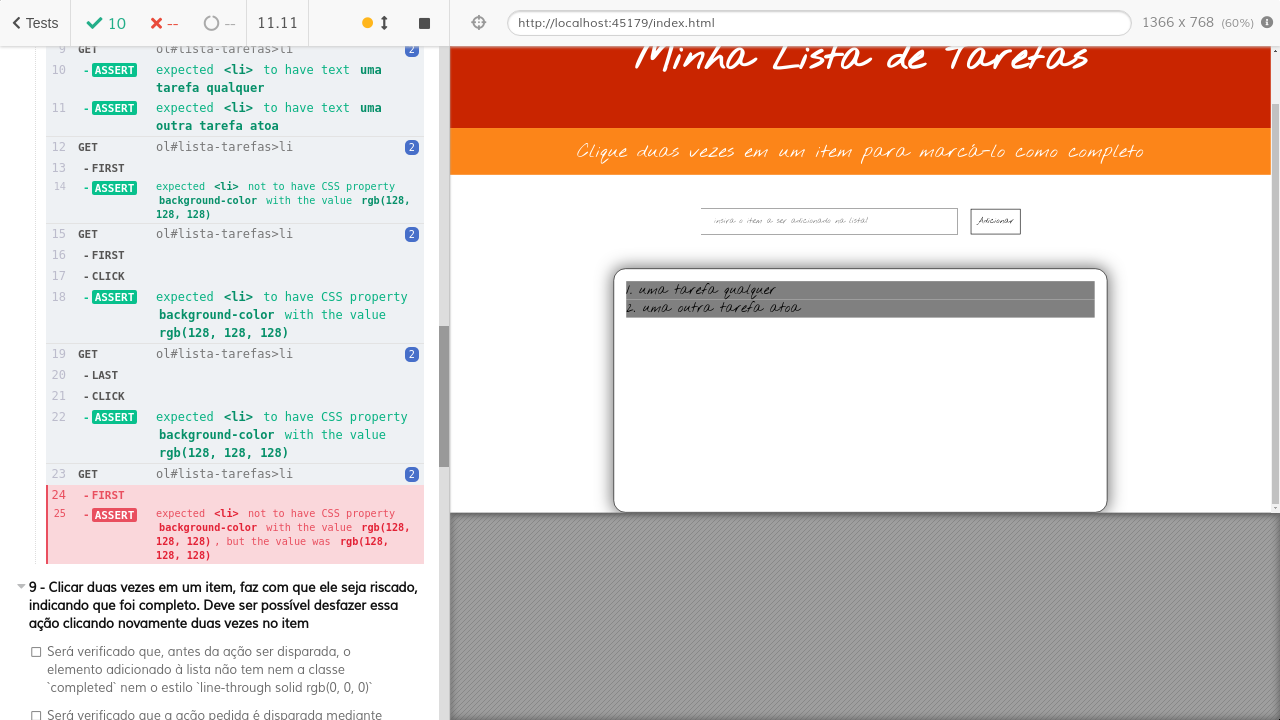 Tests 10 -- -- 11.11 http://localhost:45179/index.html 1366 x 768 (60%)
9 GET ol#lista-tarefas>li 2
10 -ASSERT expected <li> to have text uma
tarefa qualquer
11 -ASSERT expected <li> to have text uma
outra tarefa atoa
12 GET ol#lista-tarefas>li 2
13 -FIRST
14 -ASSERT expected <li> not to have CSS property
background-color with the value rgb(128,
128, 128)
15 GET ol#lista-tarefas>li 2
16 -FIRST
17 -CLICK
18 -ASSERT expected <li> to have CSS property
background-color with the value
rgb(128, 128, 128)
19 GET ol#lista-tarefas>li 2
20 -LAST
21 -CLICK
22 -ASSERT expected <li> to have CSS property
background-color with the value
rgb(128, 128, 128)
23 GET ol#lista-tarefas>li 2
24 -FIRST
25 -ASSERT expected <li> not to have CSS property
background-color with the value rgb(128,
128, 128), but the value was rgb(128,
128, 128)
9 - Clicar duas vezes em um item, faz com que ele seja riscado,
indicando que foi completo. Deve ser possível desfazer essa
ação clicando novamente duas vezes no item
Será verificado que, antes da ação ser disparada, o
elemento adicionado à lista não tem nem a classe
`completed` nem o estilo `line-through solid rgb(0, 0, 0)`
Será verificado que a ação pedida é disparada mediante
Minha Lista de Tarefas
Clique duas vezes em um item para marcá-lo como completo
insira o item a ser adicionado na lista! Adicionar
1. uma tarefa qualquer
2. uma outra tarefa atoa